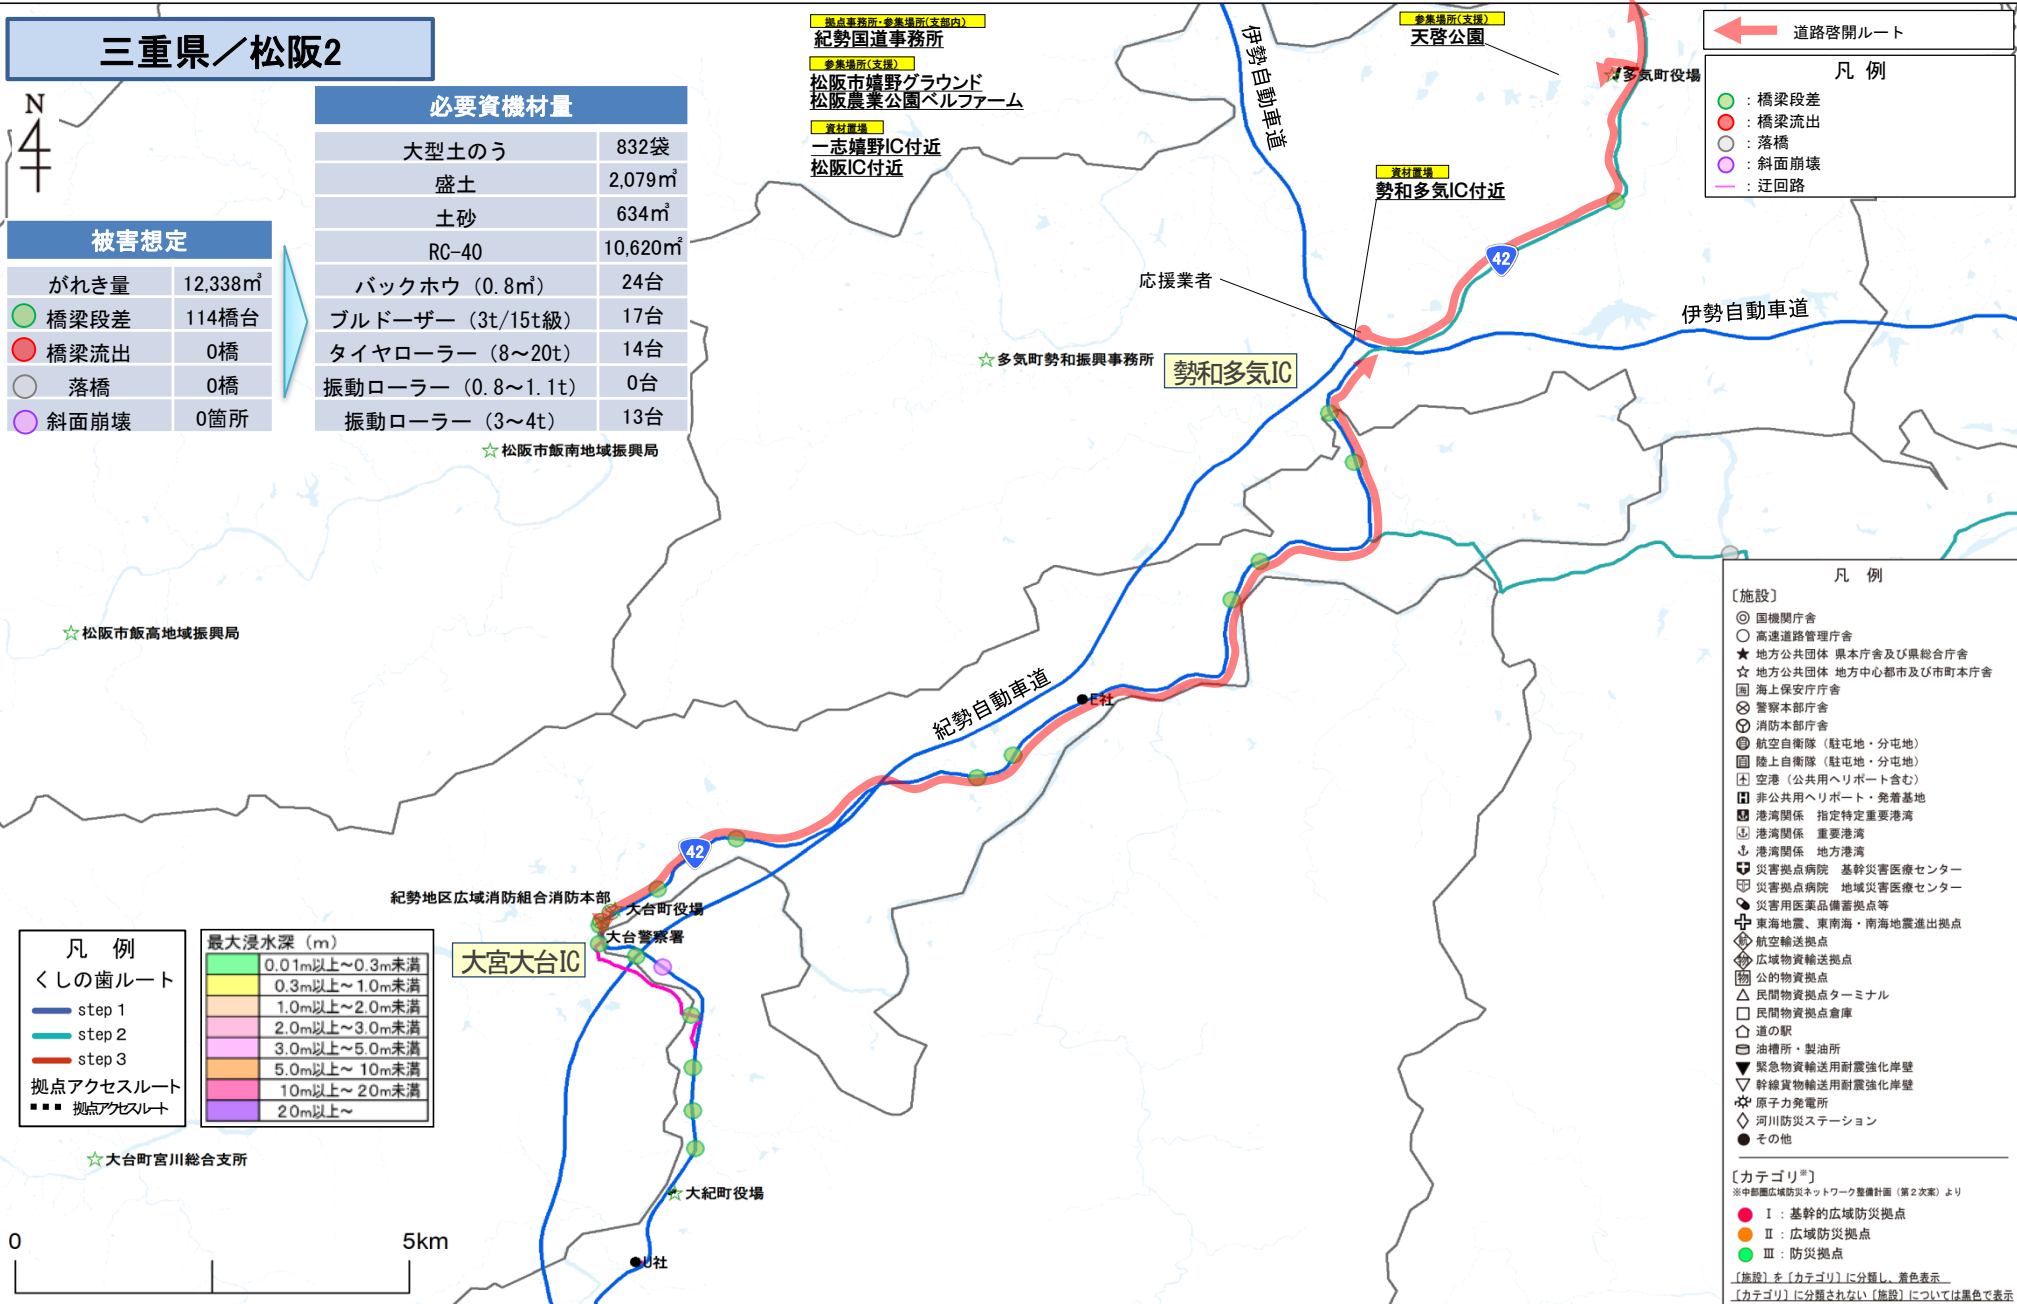 三重県／松阪2
N
拠点事務所・参集場所(支部内)
紀勢国道事務所
参集場所(支援)
松阪市嬉野グラウンド
松阪農業公園ベルファーム
資材置場
一志嬉野IC付近
松阪IC付近
必要資機材量
大型土のう 832袋
盛土 2,079㎥
土砂 634㎥
RC-40 10,620㎡
バックホウ（0.8㎥） 24台
ブルドーザー（3t/15t級） 17台
タイヤローラー（8～20t） 14台
振動ローラー（0.8～1.1t） 0台
振動ローラー（3～4t） 13台
被害想定
がれき量 12,338㎥
橋梁段差 114橋台
橋梁流出 0橋
落橋 0橋
斜面崩壊 0箇所
参集場所(支援)
天啓公園
道路啓開ルート
凡 例
：橋梁段差
：橋梁流出
：落橋
：斜面崩壊
：迂回路
多気町役場
伊勢自動車道
資材置場
勢和多気IC付近
42
応援業者
伊勢自動車道
☆多気町勢和振興事務所
勢和多気IC
☆松阪市飯南地域振興局
☆松阪市飯高地域振興局
紀勢自動車道
E社
42
紀勢地区広域消防組合消防本部
大台町役場
大台警察署
大宮大台IC
凡 例
くしの歯ルート
step 1
step 2
step 3
拠点アクセスルート
拠点アクセスルート
最大浸水深（m）
0.01m以上～0.3m未満
0.3m以上～1.0m未満
1.0m以上～2.0m未満
2.0m以上～3.0m未満
3.0m以上～5.0m未満
5.0m以上～ 10m未満
10m以上～ 20m未満
20m以上～
☆大台町宮川総合支所
☆大紀町役場
U社
0 5km
凡 例
〔施設〕
国機関庁舎
高速道路管理庁舎
地方公共団体 県本庁舎及び県総合庁舎
地方公共団体 地方中心都市及び市町本庁舎
海上保安庁庁舎
警察本部庁舎
消防本部庁舎
航空自衛隊（駐屯地・分屯地）
陸上自衛隊（駐屯地・分屯地）
空港（公共用ヘリポート含む）
非公共用ヘリポート・発着基地
港湾関係 指定特定重要港湾
港湾関係 重要港湾
港湾関係 地方港湾
災害拠点病院 基幹災害医療センター
災害拠点病院 地域災害医療センター
災害用医薬品備蓄拠点等
東海地震、東南海・南海地震進出拠点
航空輸送拠点
広域物資輸送拠点
公的物資拠点
民間物資拠点ターミナル
民間物資拠点倉庫
道の駅
油槽所・製油所
緊急物資輸送用耐震強化岸壁
幹線貨物輸送用耐震強化岸壁
原子力発電所
河川防災ステーション
その他
〔カテゴリ※〕
※中部圏広域防災ネットワーク整備計画（第２次案）より
Ⅰ：基幹的広域防災拠点
Ⅱ：広域防災拠点
Ⅲ：防災拠点
〔施設〕を〔カテゴリ〕に分類し、着色表示
〔カテゴリ〕に分類されない〔施設〕については黒色で表示